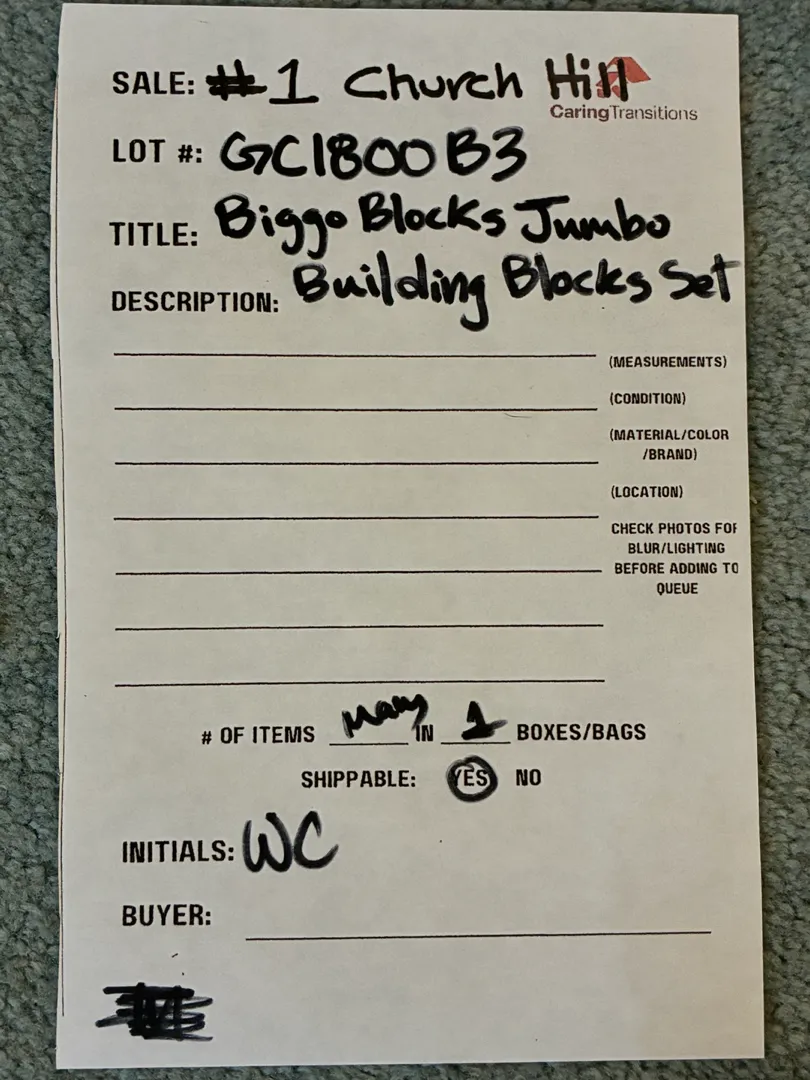 SALE: #1 Church Hill
CaringTransitions
LOT #: GC1800B3
TITLE: Biggo Blocks Jumbo
Building Blocks Set
DESCRIPTION:
(MEASUREMENTS)
(CONDITION)
(MATERIAL/COLOR
/BRAND)
(LOCATION)
CHECK PHOTOS FOR
BLUR/LIGHTING
BEFORE ADDING TO
QUEUE
# OF ITEMS Many IN 1 BOXES/BAGS
SHIPPABLE: YES NO
INITIALS: WC
BUYER: